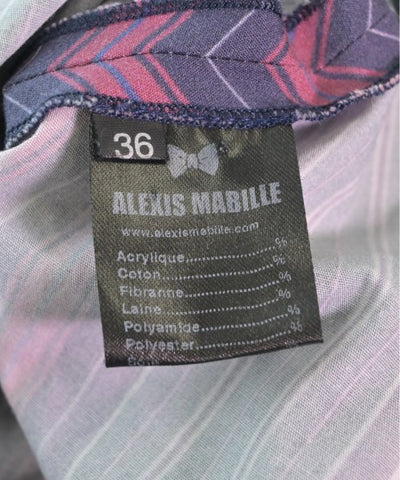 36
ALEXIS MABILLE
www.alexismabille.com
Acrylique..................%
Coton......................%
Fibranne..................%
Laine.......................%
Polyamide................%
Polyester..................%